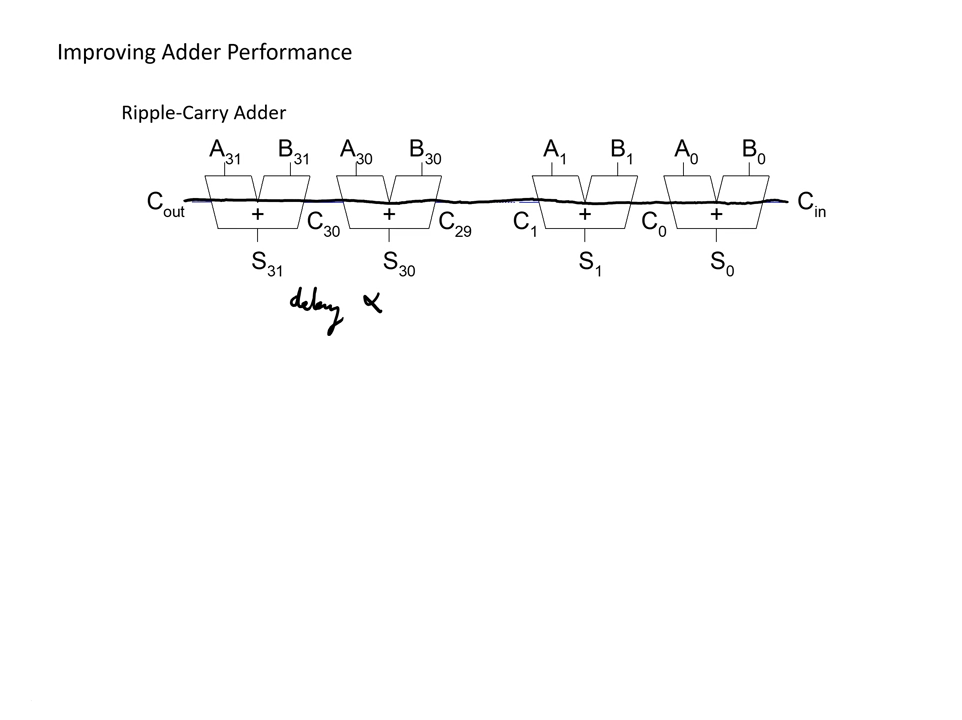 Improving Adder Performance
Ripple-Carry Adder
A31 B31 A30 B30 A1 B1 A0 B0
Cout + C30 + C29 C1 + C0 + Cin
S31 S30 S1 S0
delay ∝